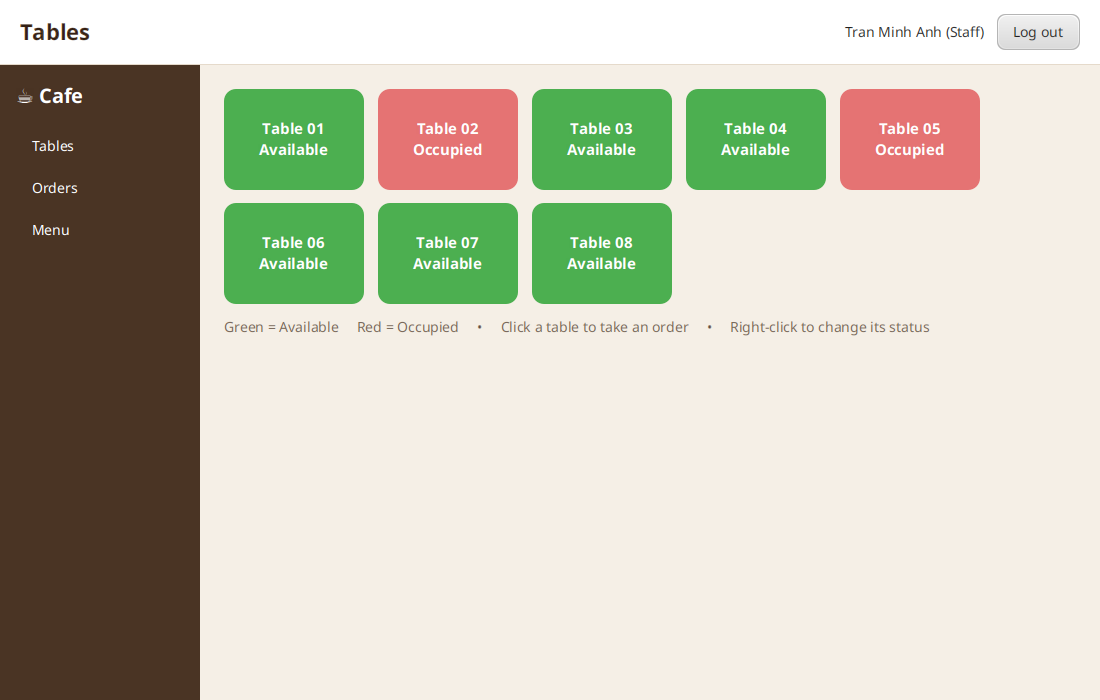 Tables
Tran Minh Anh (Staff)
Log out
☕ Cafe
Tables
Orders
Menu
Table 01
Available
Table 02
Occupied
Table 03
Available
Table 04
Available
Table 05
Occupied
Table 06
Available
Table 07
Available
Table 08
Available
Green = Available Red = Occupied • Click a table to take an order • Right-click to change its status